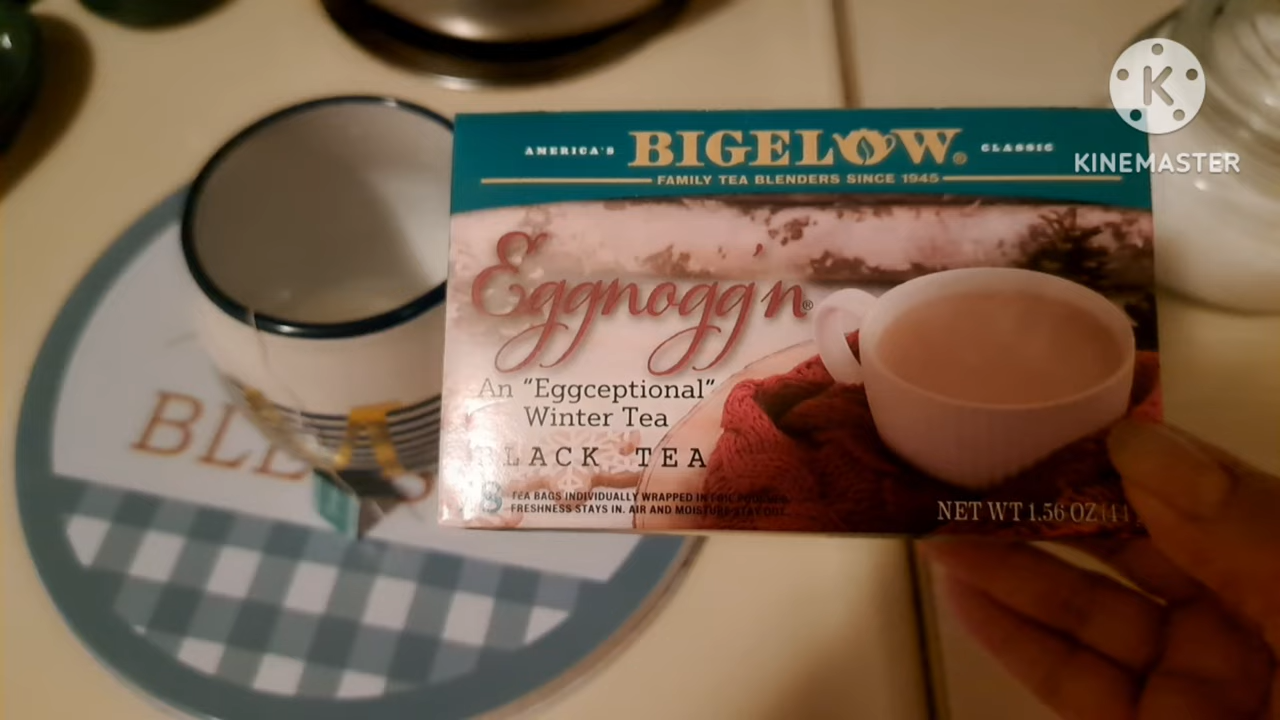 K
KINEMASTER
AMERICA'S BIGELOW® CLASSIC
FAMILY TEA BLENDERS SINCE 1945
Eggnogg'n®
An "Eggceptional"
Winter Tea
BLACK TEA
TEA BAGS INDIVIDUALLY WRAPPED IN
FRESHNESS STAYS IN. AIR AND MOISTURE STAY OUT.
NET WT 1.56 OZ (44